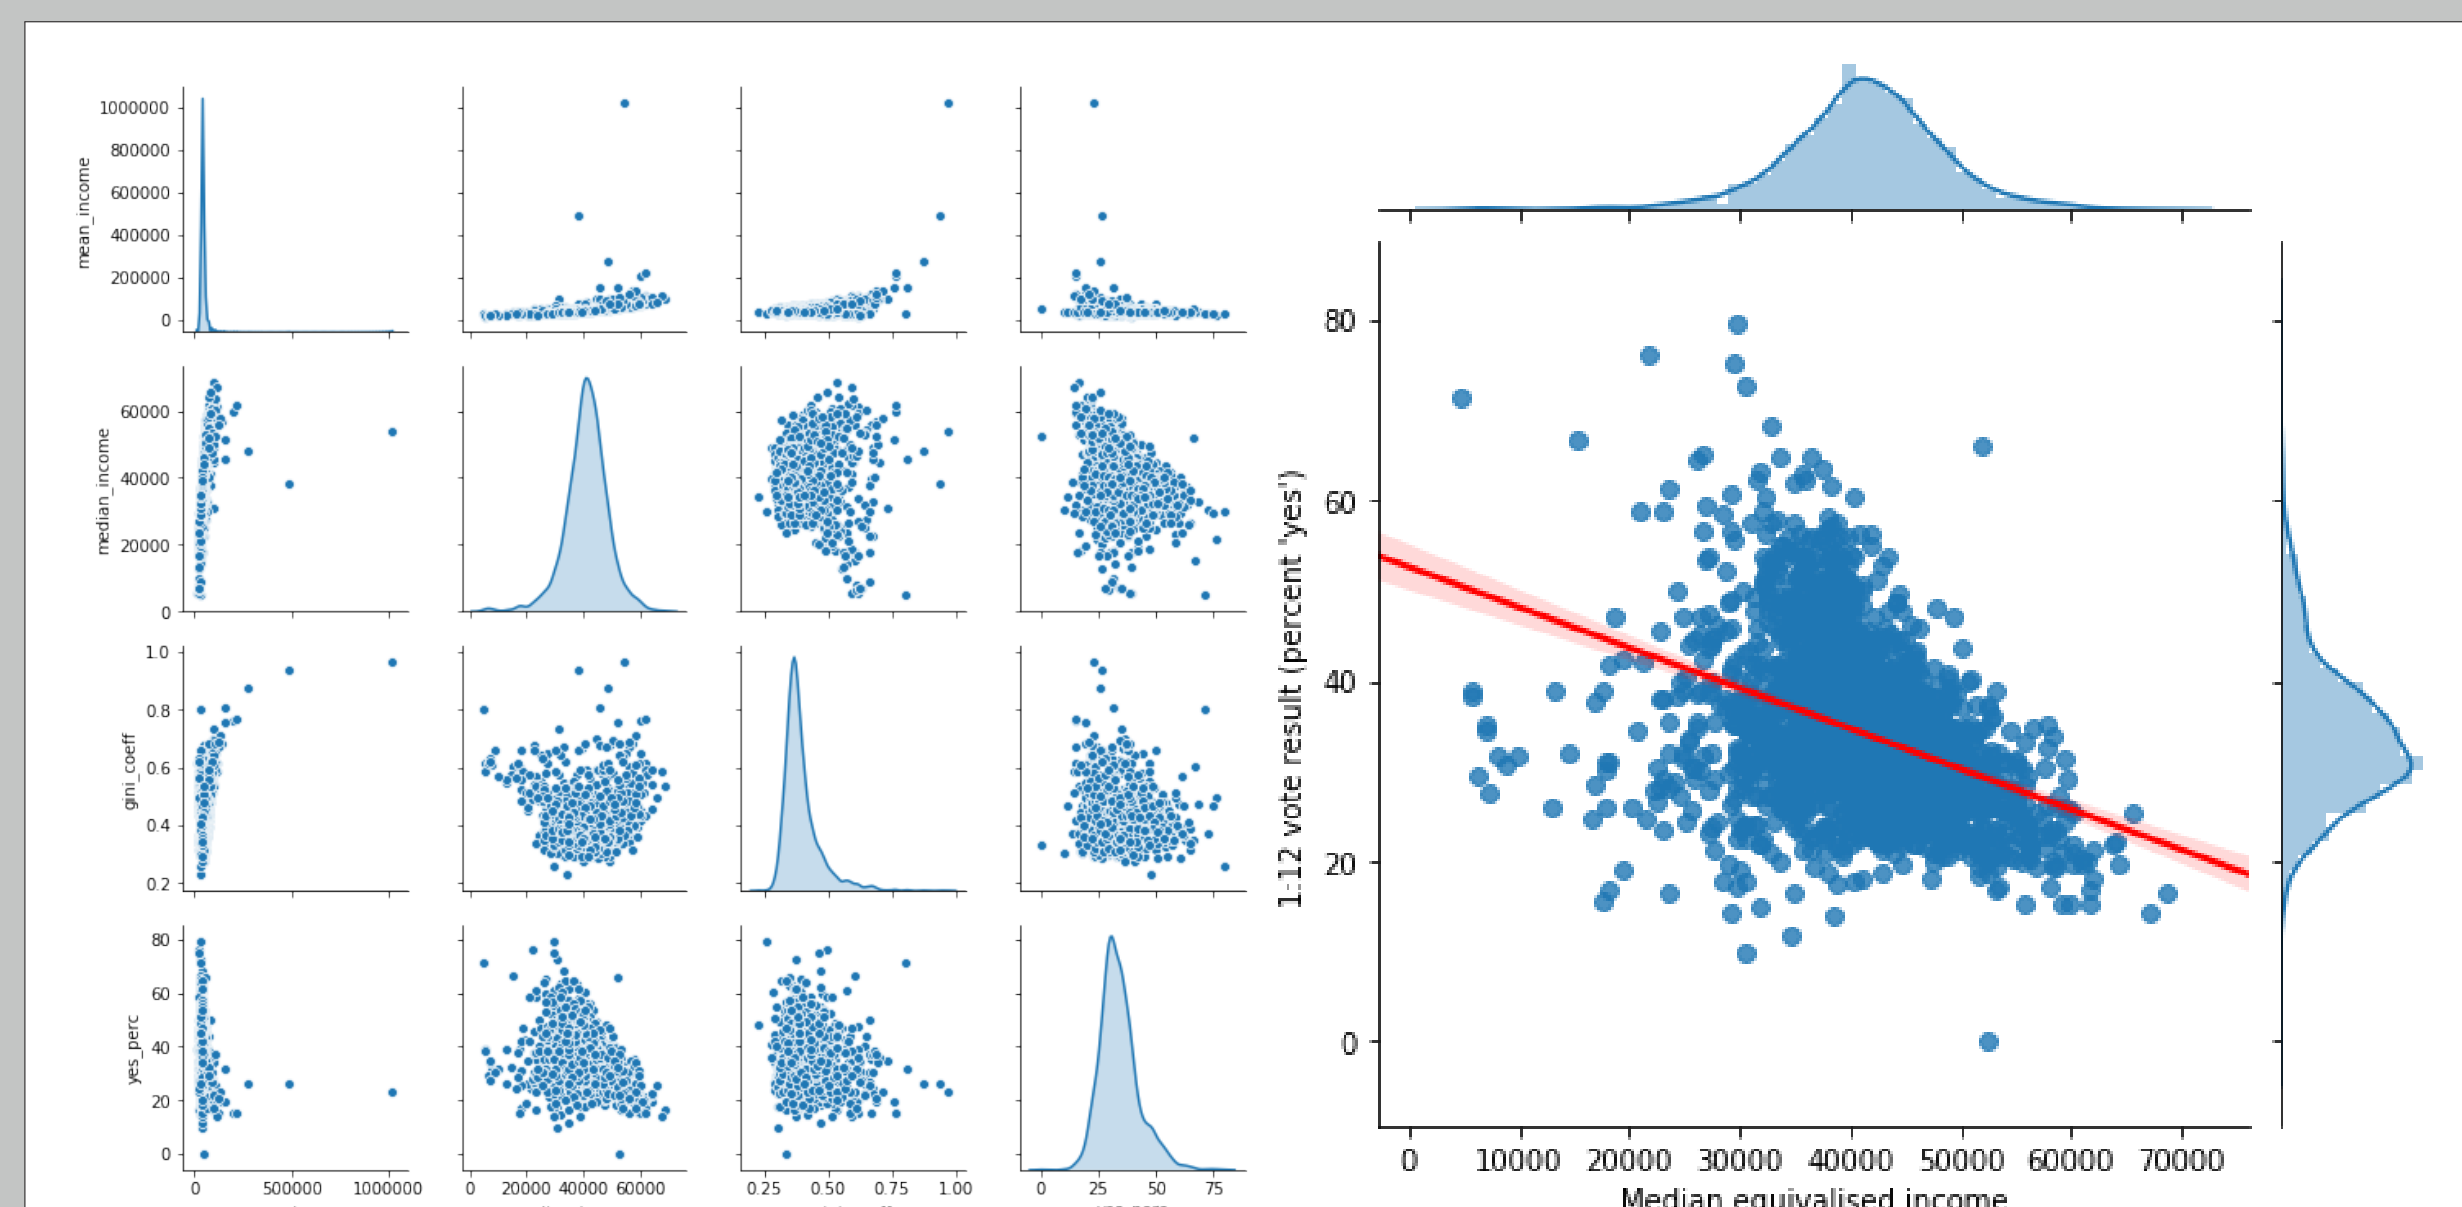 1000000
800000
600000
400000
200000
0
mean_income
60000
40000
20000
0
median_income
1.0
0.8
0.6
0.4
0.2
gini_coeff
80
60
40
20
0
yes_perc
0 500000 1000000
0 20000 40000 60000
0.25 0.50 0.75 1.00
0 25 50 75
80
60
40
20
0
1:12 vote result (percent 'yes')
0 10000 20000 30000 40000 50000 60000 70000
Median equivalised income